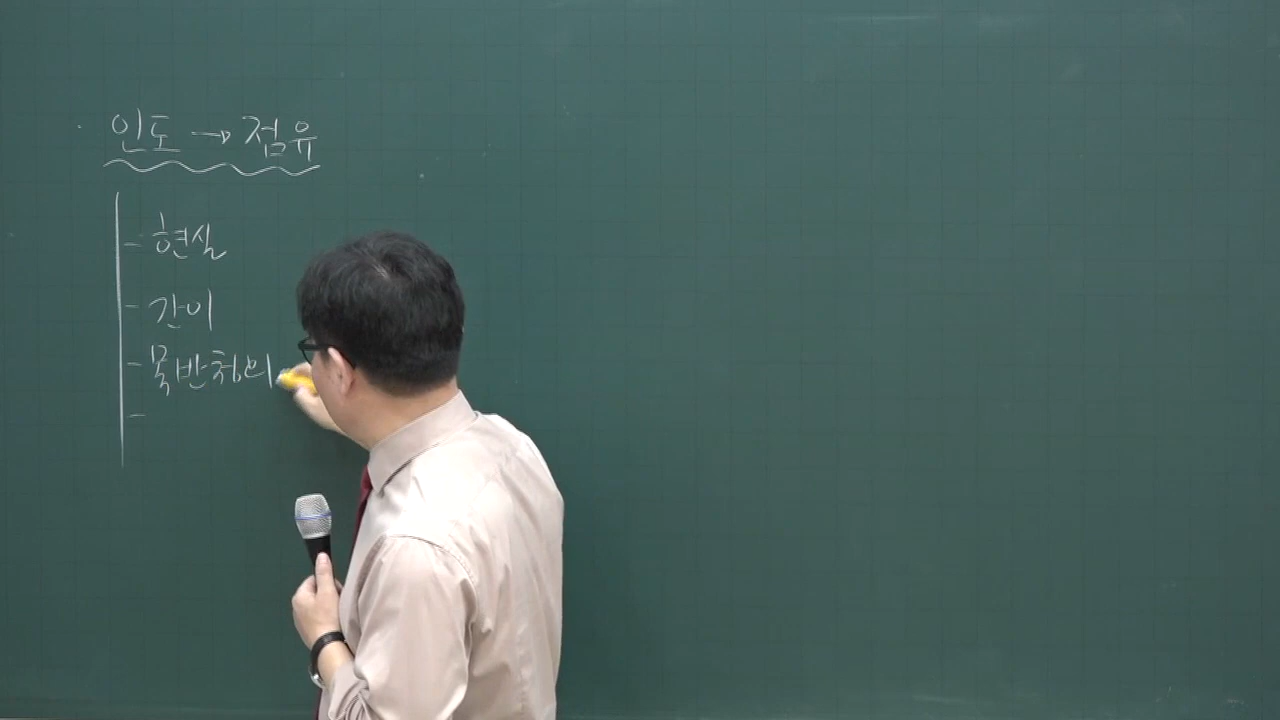 인도 → 점유
- 현실
- 간이
- 목반청의
-